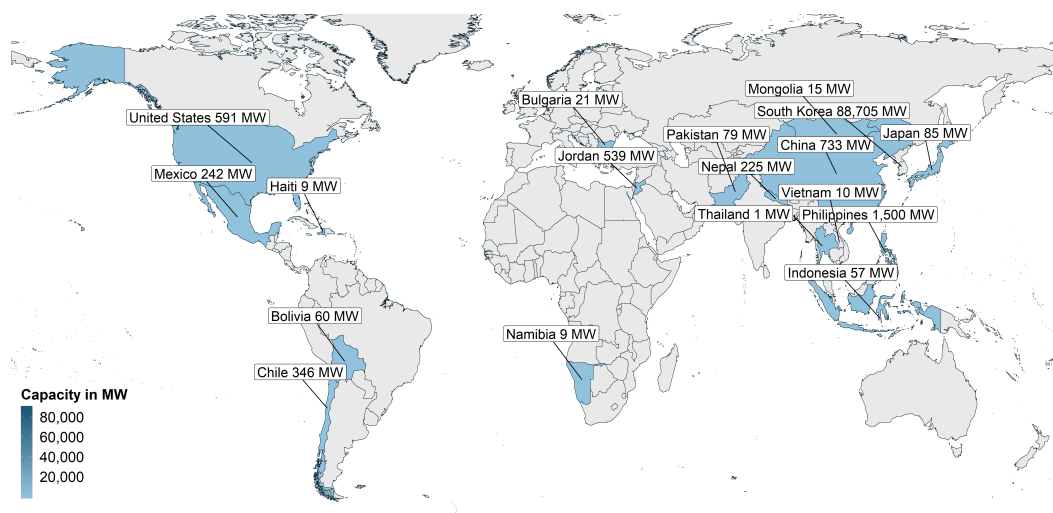 Mongolia 15 MW
Bulgaria 21 MW
South Korea 88,705 MW
United States 591 MW
Pakistan 79 MW
Japan 85 MW
China 733 MW
Jordan 539 MW
Nepal 225 MW
Mexico 242 MW
Haiti 9 MW
Vietnam 10 MW
Thailand 1 MW
Philippines 1,500 MW
Indonesia 57 MW
Bolivia 60 MW
Namibia 9 MW
Chile 346 MW
Capacity in MW
80,000
60,000
40,000
20,000